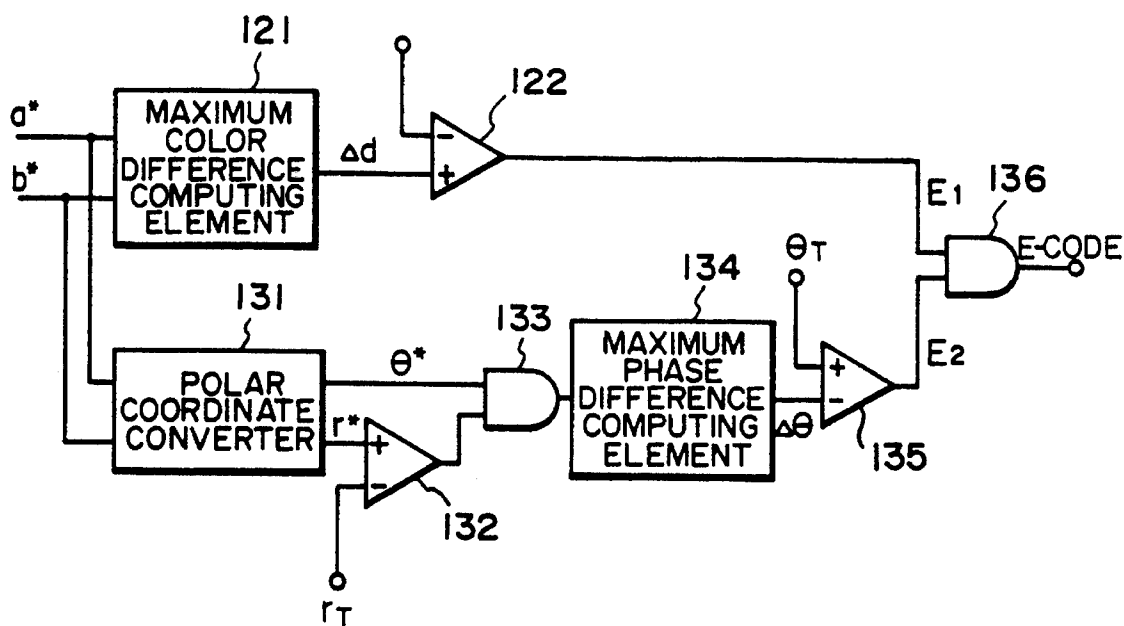 121
122
a*
MAXIMUM
COLOR
DIFFERENCE
COMPUTING
ELEMENT
Δd
-
+
b*
E1
136
E-CODE
θT
134
131
133
POLAR
COORDINATE
CONVERTER
θ*
r*
+
-
132
rT
MAXIMUM
PHASE
DIFFERENCE
COMPUTING
ELEMENT
Δθ
+
-
E2
135